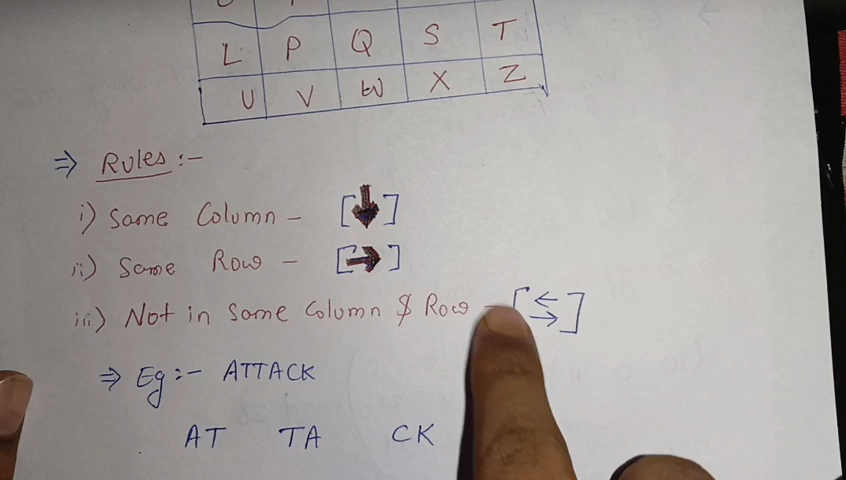 L P Q S T
U V W X Z
⇒ Rules :-
i) Same Column - [↓]
ii) Same Row - [→]
iii) Not in Same Column & Row - [⇆]
⇒ Eg :- ATTACK
AT TA CK